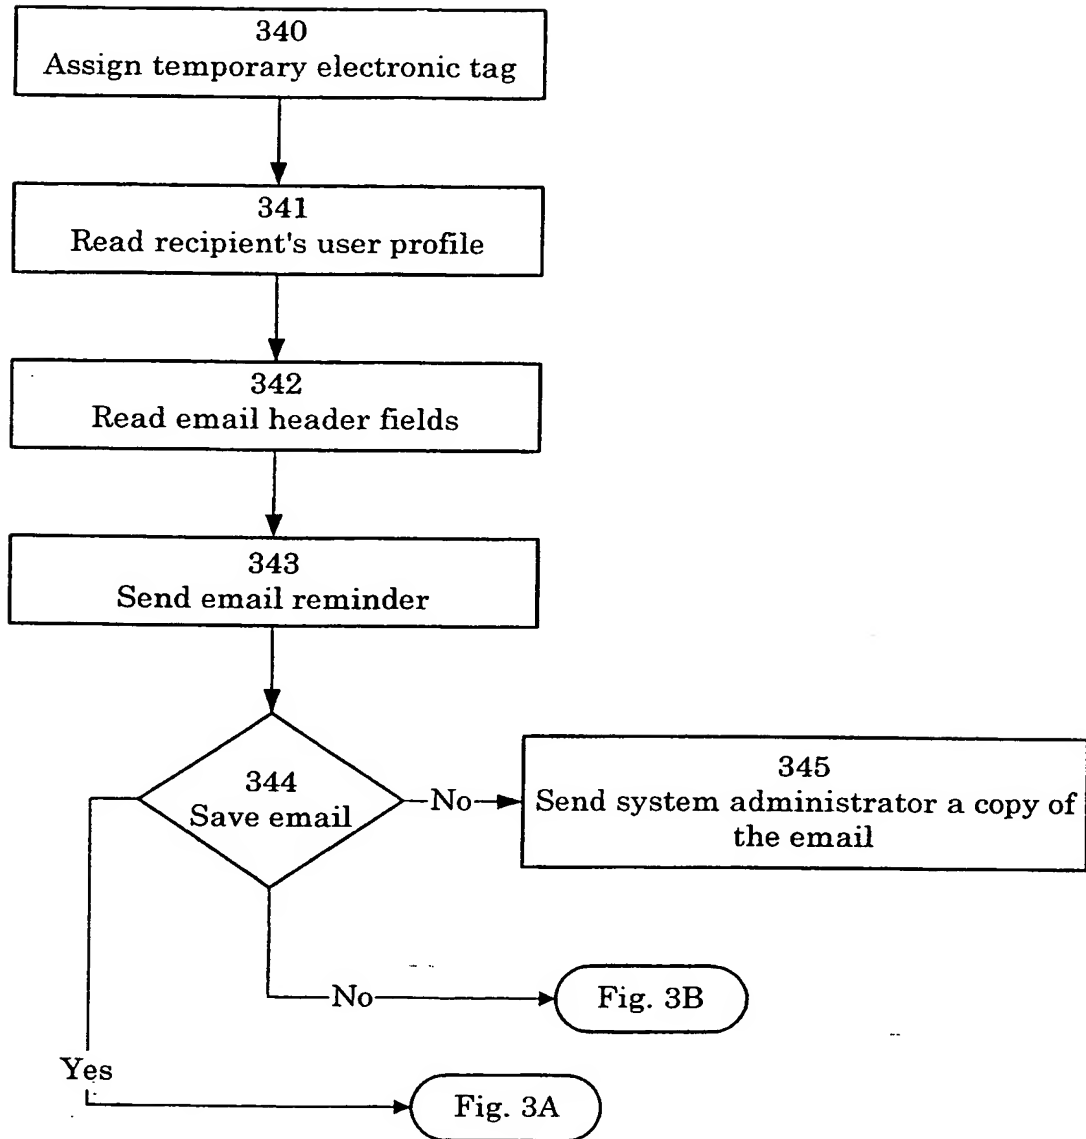 340
Assign temporary electronic tag
341
Read recipient's user profile
342
Read email header fields
343
Send email reminder
344
Save email
No
345
Send system administrator a copy of
the email
No
Fig. 3B
Yes
Fig. 3A